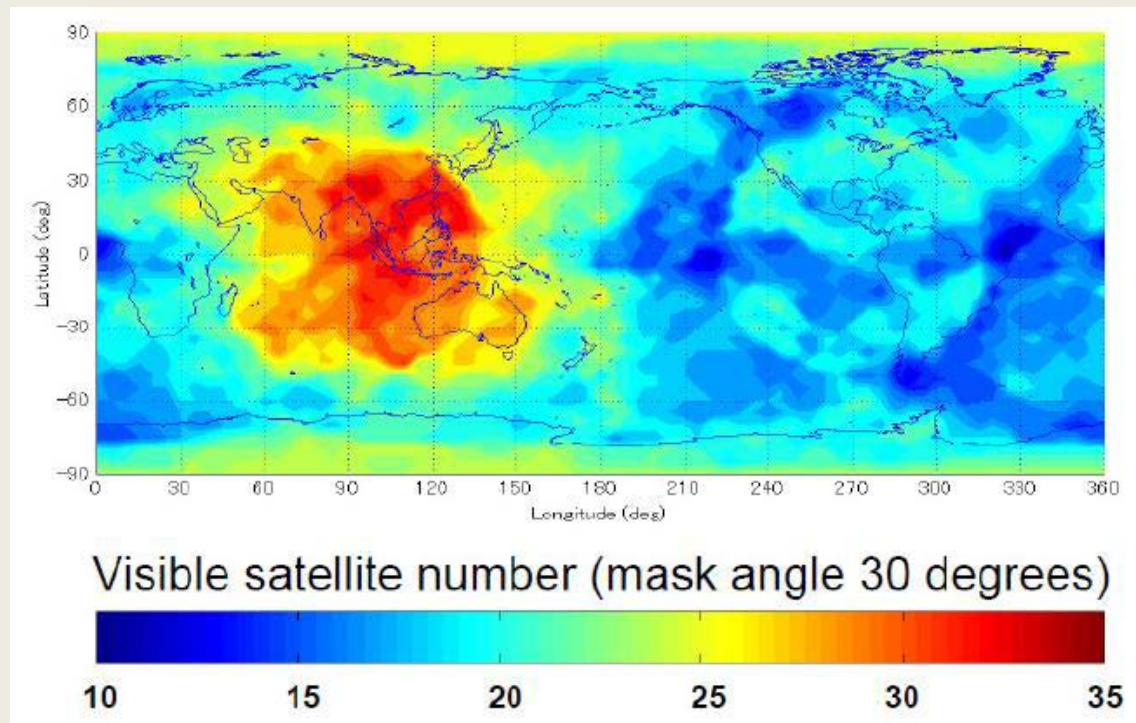 90
60
30
0
-30
-60
-90
Latitude (deg)
0 30 60 90 120 150 180 210 240 270 300 330 360
Longitude (deg)
Visible satellite number (mask angle 30 degrees)
10 15 20 25 30 35